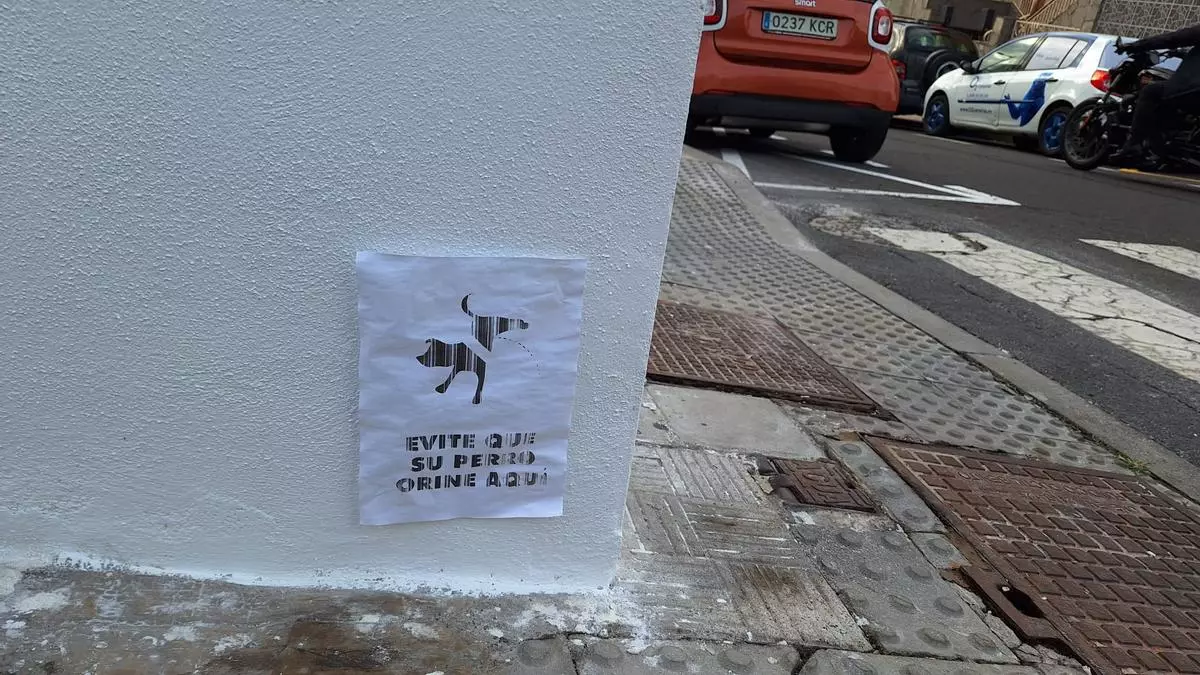 smart
0237 KCR
EVITE QUE
SU PERRO
ORINE AQUÍ